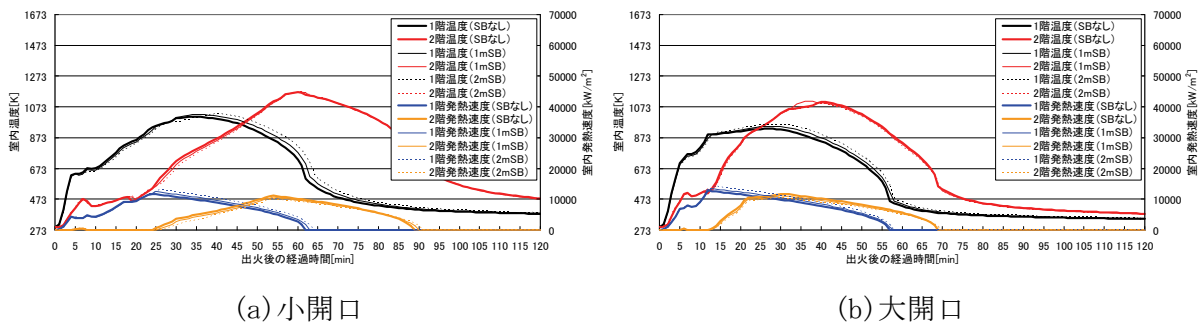 室内温度[K]
1673
1473
1273
1073
873
673
473
273
70000
60000
50000
40000
30000
20000
10000
0
室内発熱速度[kW/m²]
1階温度(SBなし)
2階温度(SBなし)
1階温度(1mSB)
2階温度(1mSB)
1階温度(2mSB)
2階温度(2mSB)
1階発熱速度(SBなし)
2階発熱速度(SBなし)
1階発熱速度(1mSB)
2階発熱速度(1mSB)
1階発熱速度(2mSB)
2階発熱速度(2mSB)
0 5 10 15 20 25 30 35 40 45 50 55 60 65 70 75 80 85 90 95 100 105 110 115 120
出火後の経過時間[min]
(a)小開口
室内温度[K]
1673
1473
1273
1073
873
673
473
273
70000
60000
50000
40000
30000
20000
10000
0
室内発熱速度[kW/m²]
1階温度(SBなし)
2階温度(SBなし)
1階温度(1mSB)
2階温度(1mSB)
1階温度(2mSB)
2階温度(2mSB)
1階発熱速度(SBなし)
2階発熱速度(SBなし)
1階発熱速度(1mSB)
2階発熱速度(1mSB)
1階発熱速度(2mSB)
2階発熱速度(2mSB)
0 5 10 15 20 25 30 35 40 45 50 55 60 65 70 75 80 85 90 95 100 105 110 115 120
出火後の経過時間[min]
(b)大開口